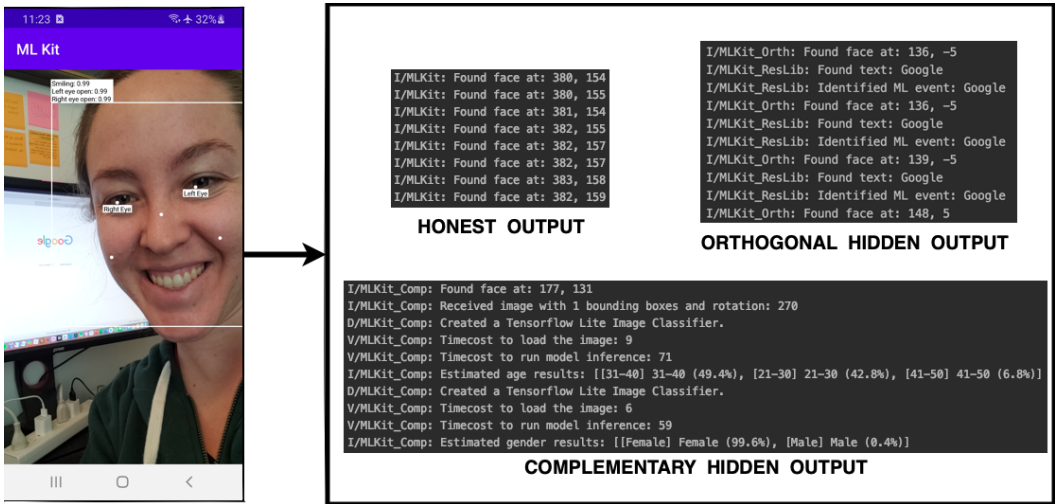 11:23
32%
ML Kit
Smiling: 0.99
Left eye open: 0.99
Right eye open: 0.99
Left Eye
Right Eye
Google
I/MLKit: Found face at: 380, 154
I/MLKit: Found face at: 380, 155
I/MLKit: Found face at: 381, 154
I/MLKit: Found face at: 382, 155
I/MLKit: Found face at: 382, 157
I/MLKit: Found face at: 382, 157
I/MLKit: Found face at: 383, 158
I/MLKit: Found face at: 382, 159
HONEST OUTPUT
I/MLKit_Orth: Found face at: 136, -5
I/MLKit_ResLib: Found text: Google
I/MLKit_ResLib: Identified ML event: Google
I/MLKit_Orth: Found face at: 136, -5
I/MLKit_ResLib: Found text: Google
I/MLKit_ResLib: Identified ML event: Google
I/MLKit_Orth: Found face at: 139, -5
I/MLKit_ResLib: Found text: Google
I/MLKit_ResLib: Identified ML event: Google
I/MLKit_Orth: Found face at: 148, 5
ORTHOGONAL HIDDEN OUTPUT
I/MLKit_Comp: Found face at: 177, 131
I/MLKit_Comp: Received image with 1 bounding boxes and rotation: 270
D/MLKit_Comp: Created a Tensorflow Lite Image Classifier.
V/MLKit_Comp: Timecost to load the image: 9
V/MLKit_Comp: Timecost to run model inference: 71
I/MLKit_Comp: Estimated age results: [[31-40] 31-40 (49.4%), [21-30] 21-30 (42.8%), [41-50] 41-50 (6.8%)]
D/MLKit_Comp: Created a Tensorflow Lite Image Classifier.
V/MLKit_Comp: Timecost to load the image: 6
V/MLKit_Comp: Timecost to run model inference: 59
I/MLKit_Comp: Estimated gender results: [[Female] Female (99.6%), [Male] Male (0.4%)]
COMPLEMENTARY HIDDEN OUTPUT